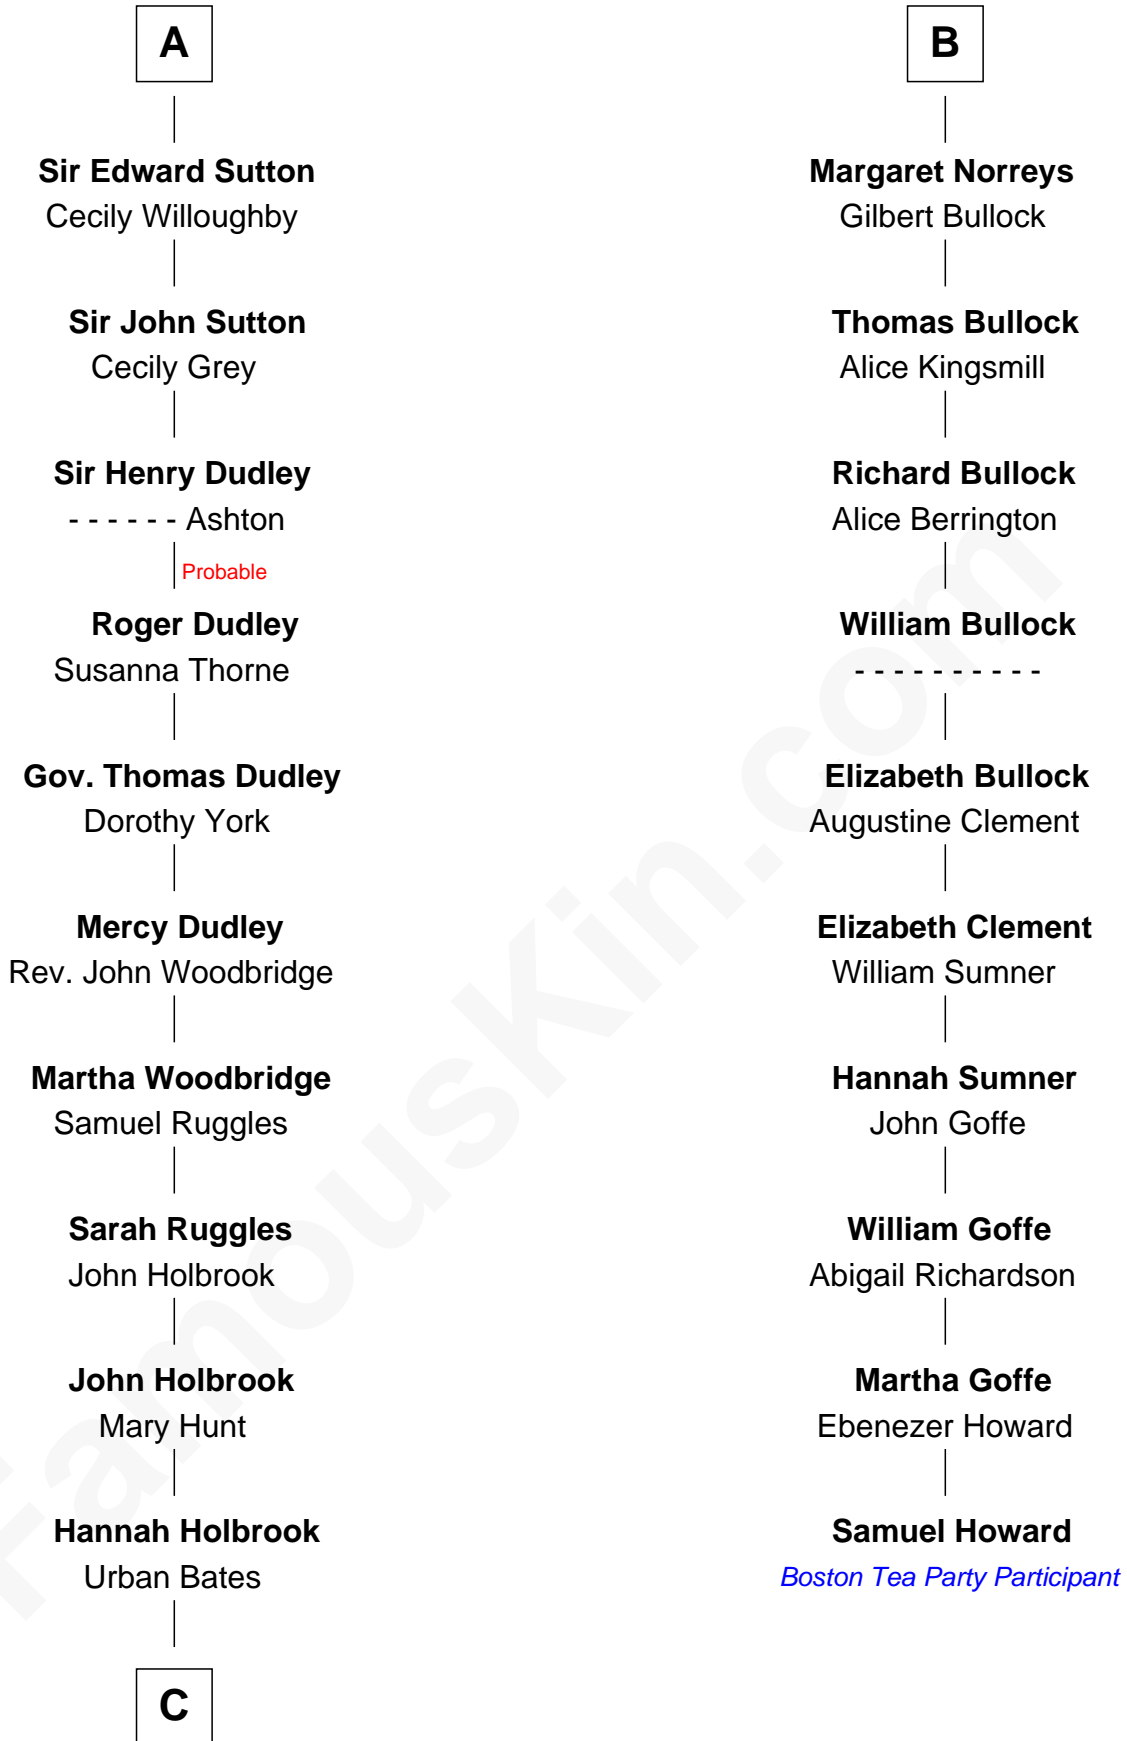 A
Sir Edward Sutton
Cecily Willoughby
Sir John Sutton
Cecily Grey
Sir Henry Dudley
- - - - - - Ashton
Probable
Roger Dudley
Susanna Thorne
Gov. Thomas Dudley
Dorothy York
Mercy Dudley
Rev. John Woodbridge
Martha Woodbridge
Samuel Ruggles
Sarah Ruggles
John Holbrook
John Holbrook
Mary Hunt
Hannah Holbrook
Urban Bates
C
B
Margaret Norreys
Gilbert Bullock
Thomas Bullock
Alice Kingsmill
Richard Bullock
Alice Berrington
William Bullock
- - - - - - - - - -
Elizabeth Bullock
Augustine Clement
Elizabeth Clement
William Sumner
Hannah Sumner
John Goffe
William Goffe
Abigail Richardson
Martha Goffe
Ebenezer Howard
Samuel Howard
Boston Tea Party Participant
FamousKin.com